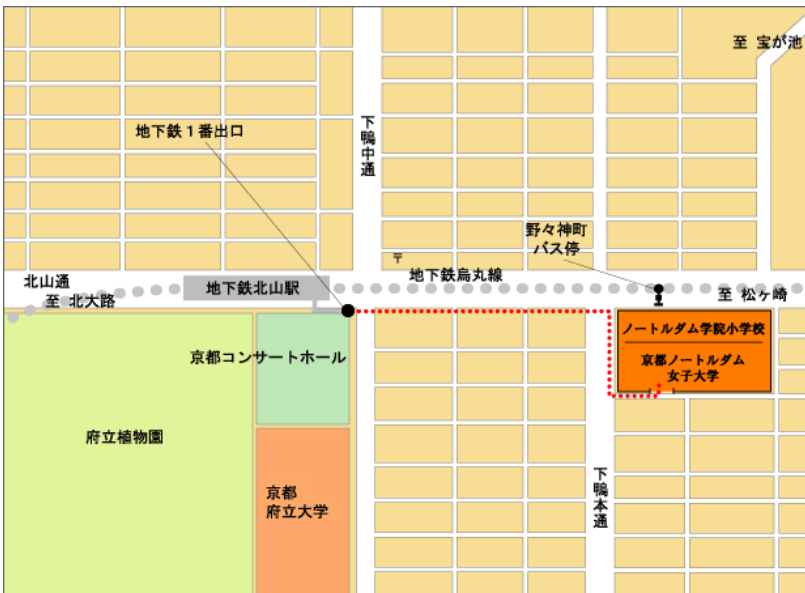 至 宝が池
地下鉄１番出口
下鴨中通
野々神町
バス停
〒
地下鉄烏丸線
北山通
地下鉄北山駅
至 北大路
至 松ヶ崎
ノートルダム学院小学校
京都ノートルダム
女子大学
京都コンサートホール
府立植物園
京都
府立大学
下鴨本通